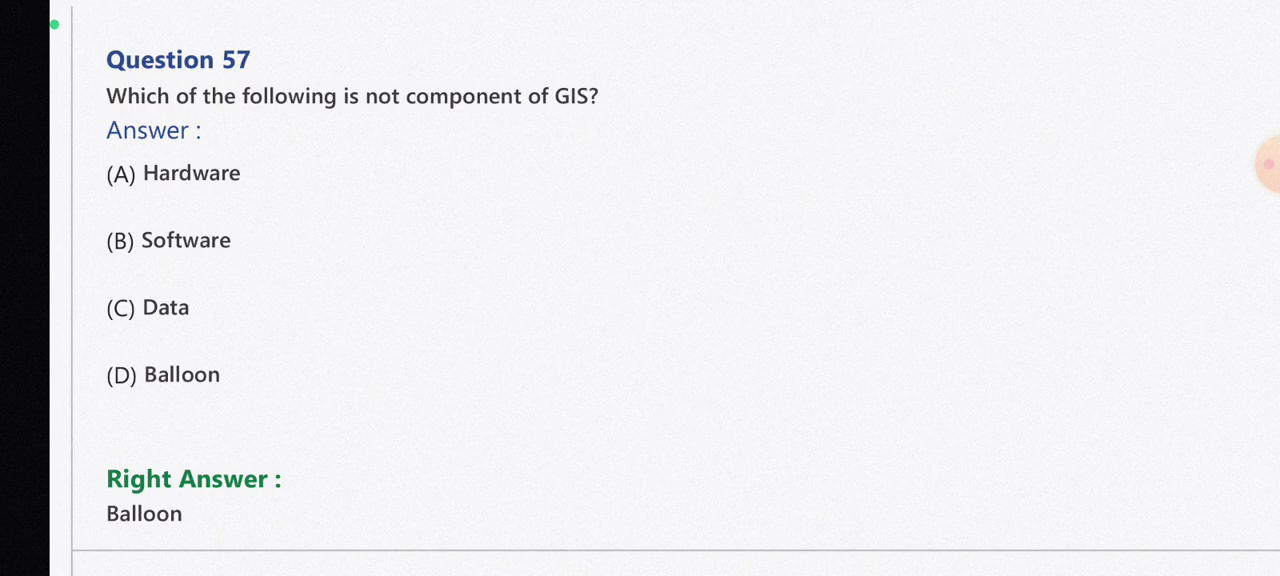 Question 57
Which of the following is not component of GIS?
Answer :
(A) Hardware
(B) Software
(C) Data
(D) Balloon
Right Answer :
Balloon